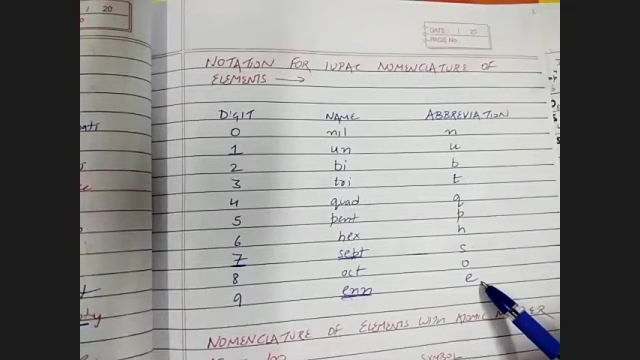 DATE: / / 20
PAGE NO.
NOTATION FOR IUPAC NOMENCLATURE OF
ELEMENTS →
DIGIT NAME ABBREVIATION
0 nil n
1 un u
2 bi b
3 tri t
4 quad q
5 pent p
6 hex h
7 sept s
8 oct o
9 enn e
NOMENCLATURE OF ELEMENTS WITH ATOMIC
SYMBOL